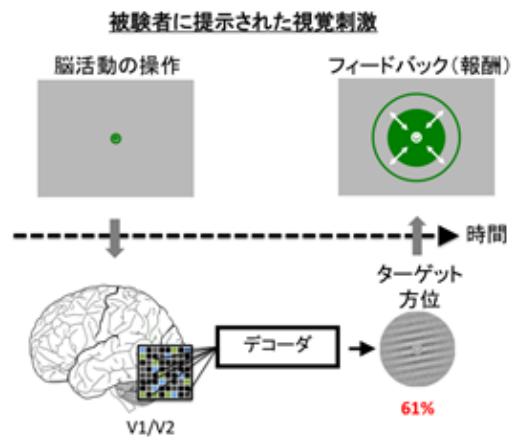 被験者に提示された視覚刺激
脳活動の操作
フィードバック(報酬)
時間
ターゲット
方位
デコーダ
61%
V1/V2